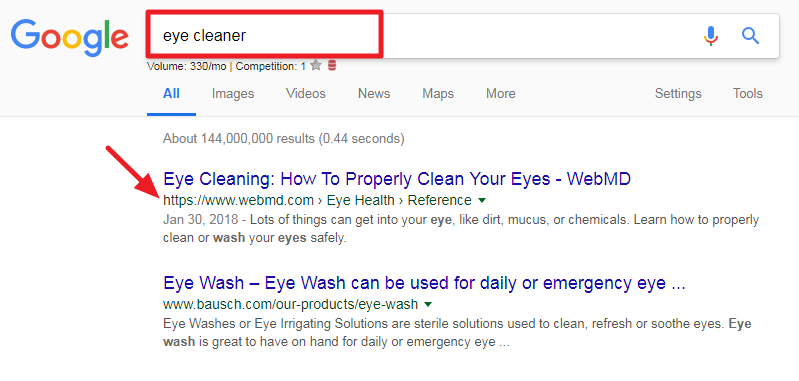 Google
eye cleaner
Volume: 330/mo | Competition: 1
All Images Videos News Maps More Settings Tools
About 144,000,000 results (0.44 seconds)
Eye Cleaning: How To Properly Clean Your Eyes - WebMD
https://www.webmd.com › Eye Health › Reference
Jan 30, 2018 - Lots of things can get into your eye, like dirt, mucus, or chemicals. Learn how to properly
clean or wash your eyes safely.
Eye Wash – Eye Wash can be used for daily or emergency eye ...
www.bausch.com/our-products/eye-wash
Eye Washes or Eye Irrigating Solutions are sterile solutions used to clean, refresh or soothe eyes. Eye
wash is great to have on hand for daily or emergency eye ...